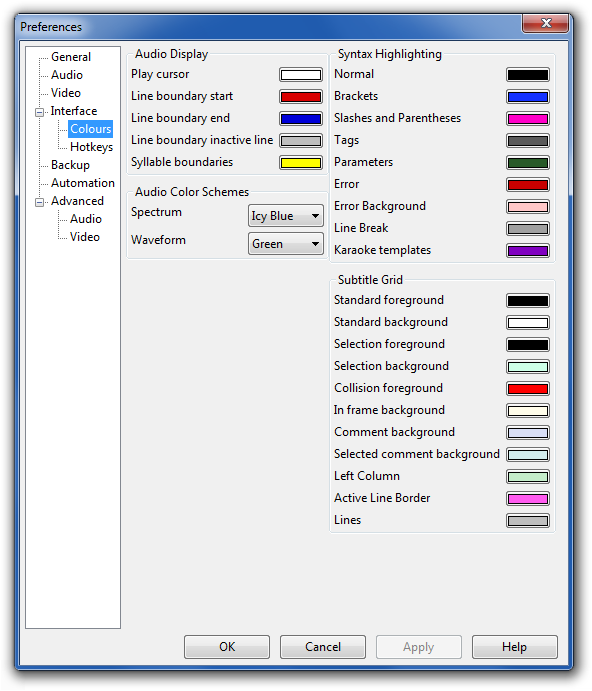 Preferences
General
Audio
Video
Interface
Colours
Hotkeys
Backup
Automation
Advanced
Audio
Video
Audio Display
Play cursor
Line boundary start
Line boundary end
Line boundary inactive line
Syllable boundaries
Audio Color Schemes
Spectrum
Icy Blue
Waveform
Green
Syntax Highlighting
Normal
Brackets
Slashes and Parentheses
Tags
Parameters
Error
Error Background
Line Break
Karaoke templates
Subtitle Grid
Standard foreground
Standard background
Selection foreground
Selection background
Collision foreground
In frame background
Comment background
Selected comment background
Left Column
Active Line Border
Lines
OK
Cancel
Apply
Help